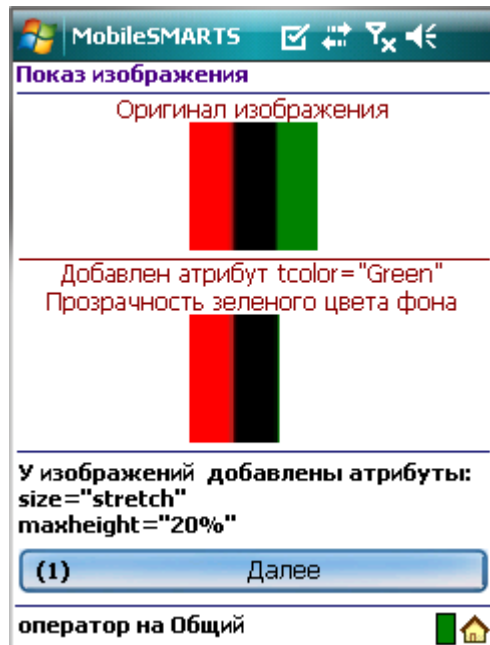 MobileSMARTS
Показ изображения
Оригинал изображения
Добавлен атрибут tcolor="Green"
Прозрачность зеленого цвета фона
У изображений добавлены атрибуты:
size="stretch"
maxheight="20%"
(1) Далее
оператор на Общий